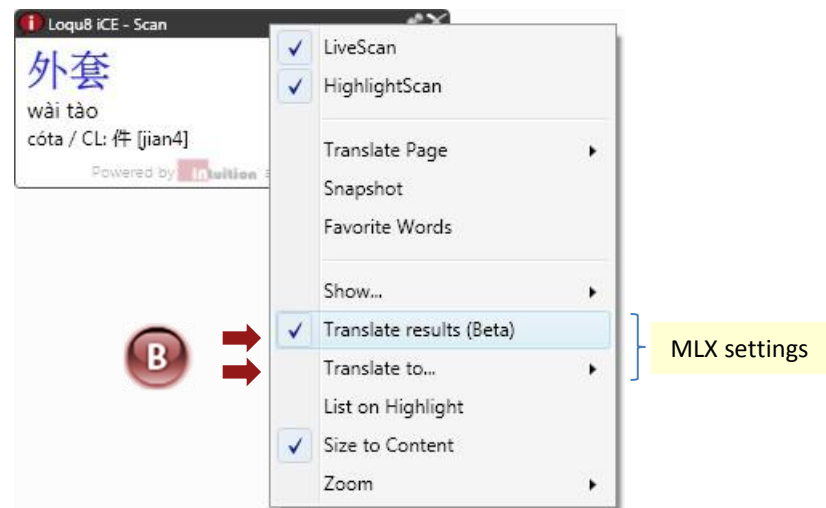 Loqu8 iCE - Scan
外套
wài tào
cóta / CL: 件 [jian4]
Powered by Intuition
LiveScan
HighlightScan
Translate Page
Snapshot
Favorite Words
Show...
Translate results (Beta)
Translate to...
List on Highlight
Size to Content
Zoom
B
MLX settings